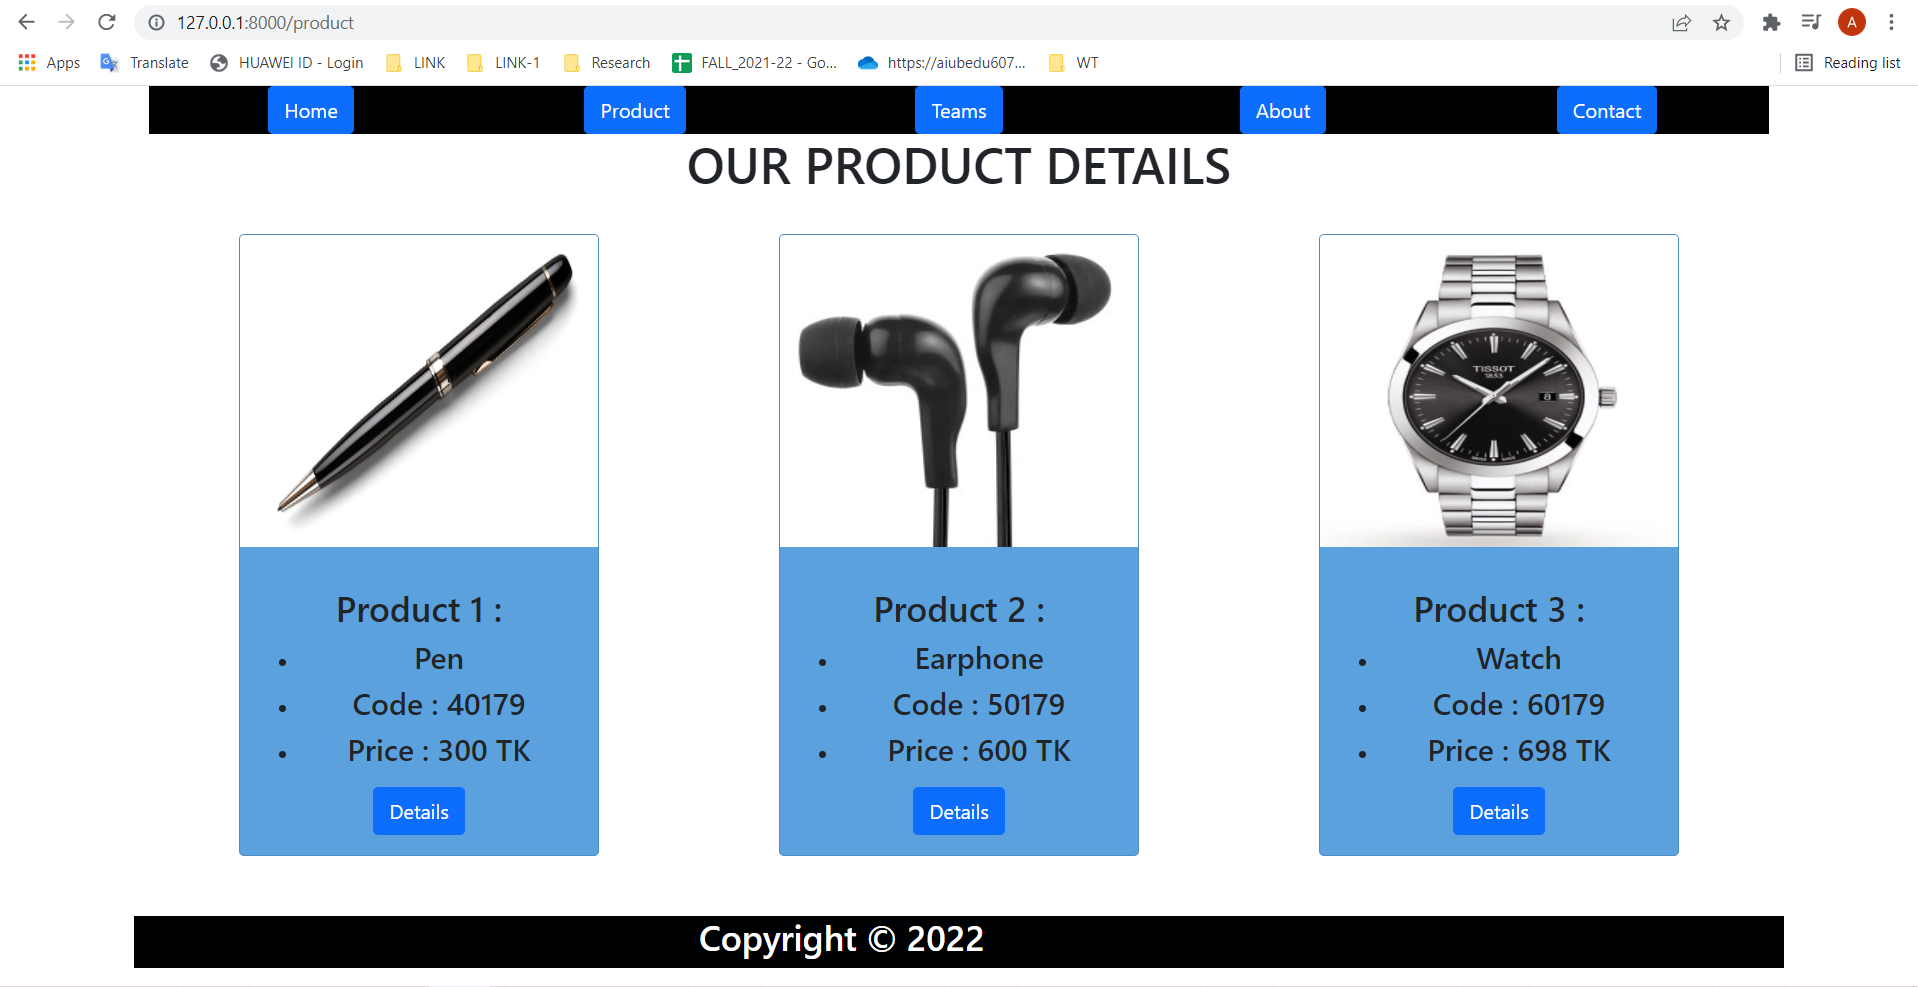 127.0.0.1:8000/product
A
Apps Translate HUAWEI ID - Login LINK LINK-1 Research FALL_2021-22 - Go... https://aiubedu607... WT Reading list
Home Product Teams About Contact
OUR PRODUCT DETAILS
TISSOT
1853
8
Product 1 :
• Pen
• Code : 40179
• Price : 300 TK
Details
Product 2 :
• Earphone
• Code : 50179
• Price : 600 TK
Details
Product 3 :
• Watch
• Code : 60179
• Price : 698 TK
Details
Copyright © 2022